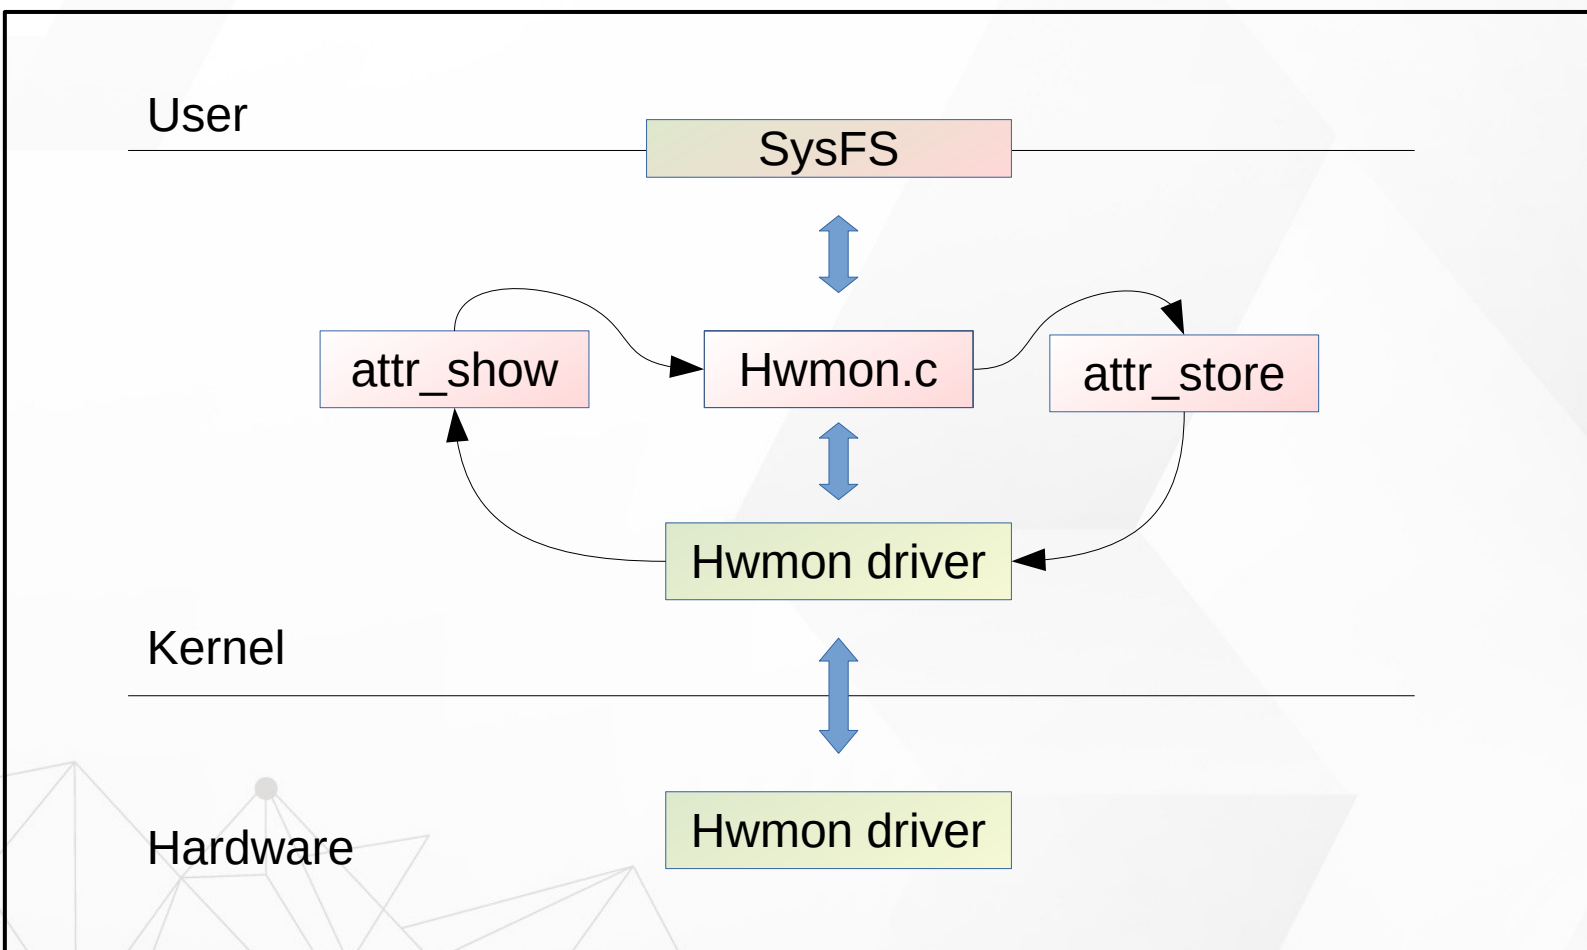 User
SysFS
attr_show
Hwmon.c
attr_store
Hwmon driver
Kernel
Hwmon driver
Hardware